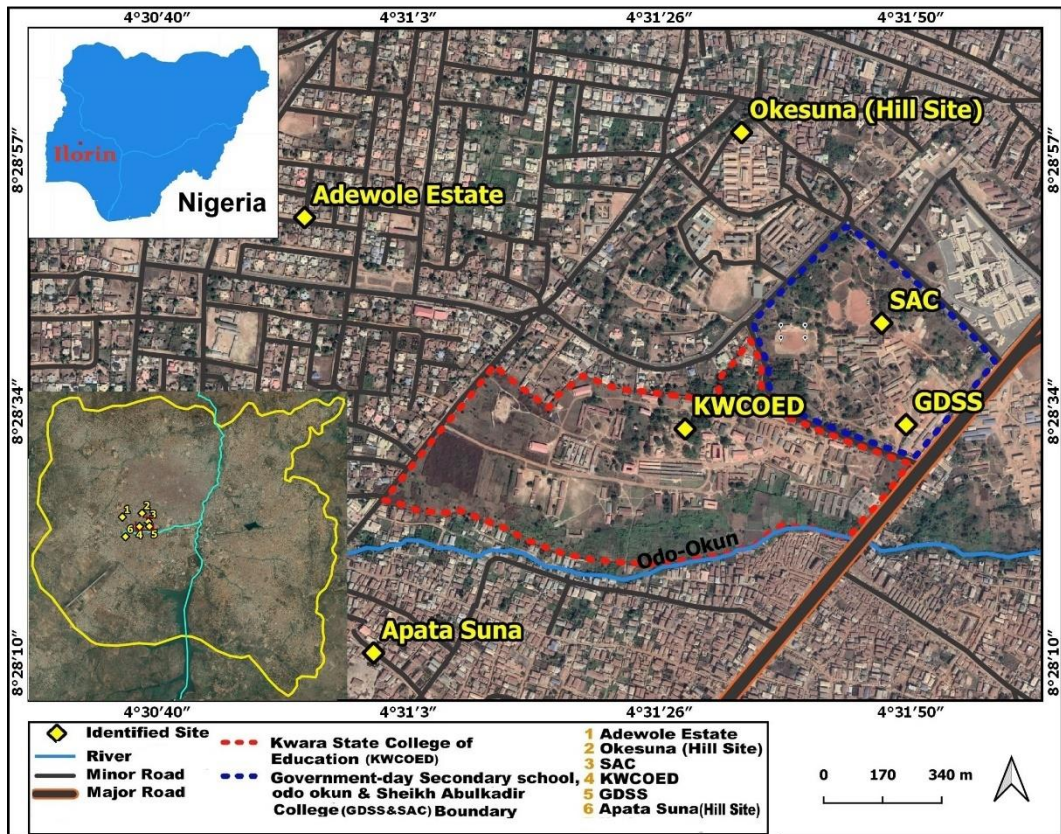 4°30'40" 4°31'3" 4°31'26" 4°31'50"
8°28'57" 8°28'57"
Ilorin
Nigeria
Okesuna (Hill Site)
Adewole Estate
SAC
8°28'34" 8°28'34"
KWCOED
GDSS
1
2
3
4
5
6
Odo-Okun
Apata Suna
8°28'10" 8°28'10"
4°30'40" 4°31'3" 4°31'26" 4°31'50"
Identified Site
River
Minor Road
Major Road
Kwara State College of
Education (KWCOED)
Government-day Secondary school,
odo okun & Sheikh Abulkadir
College (GDSS&SAC) Boundary
1 Adewole Estate
2 Okesuna (Hill Site)
3 SAC
4 KWCOED
5 GDSS
6 Apata Suna(Hill Site)
0 170 340 m